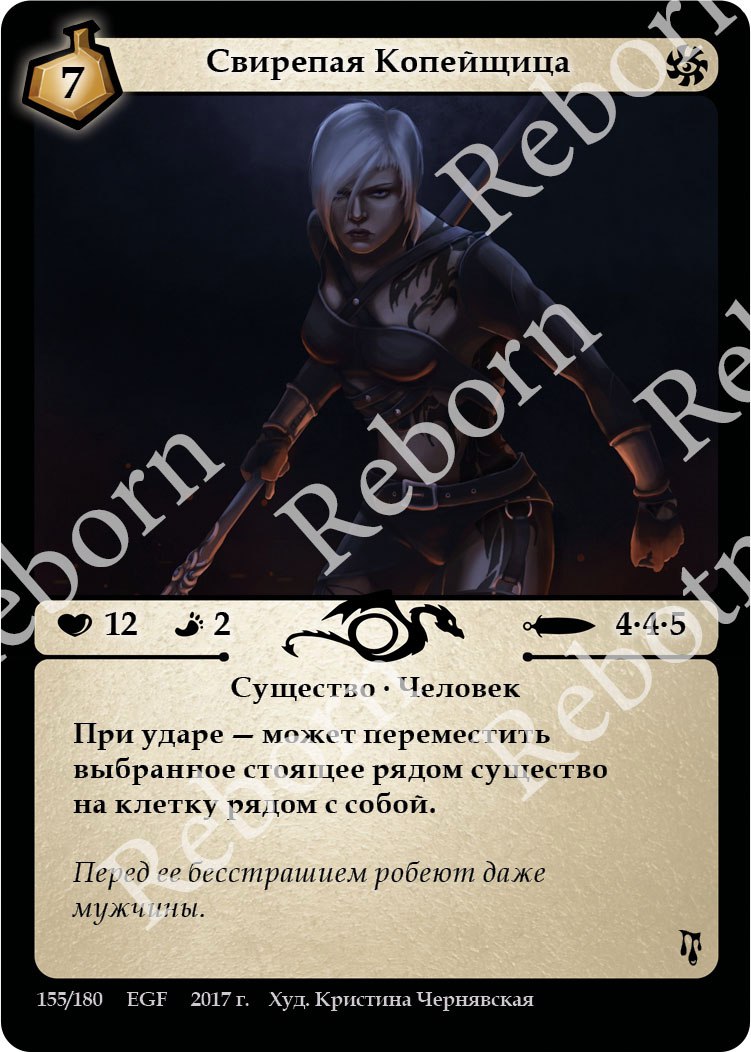 7
Свирепая Копейщица
Reborn
Reborn
Reborn
Reborn
12
2
4·4·5
Существо · Человек
При ударе — может переместить
выбранное стоящее рядом существо
на клетку рядом с собой.
Reborn
Reborn
Перед ее бесстрашием робеют даже
мужчины.
155/180 EGF 2017 г. Худ. Кристина Чернявская